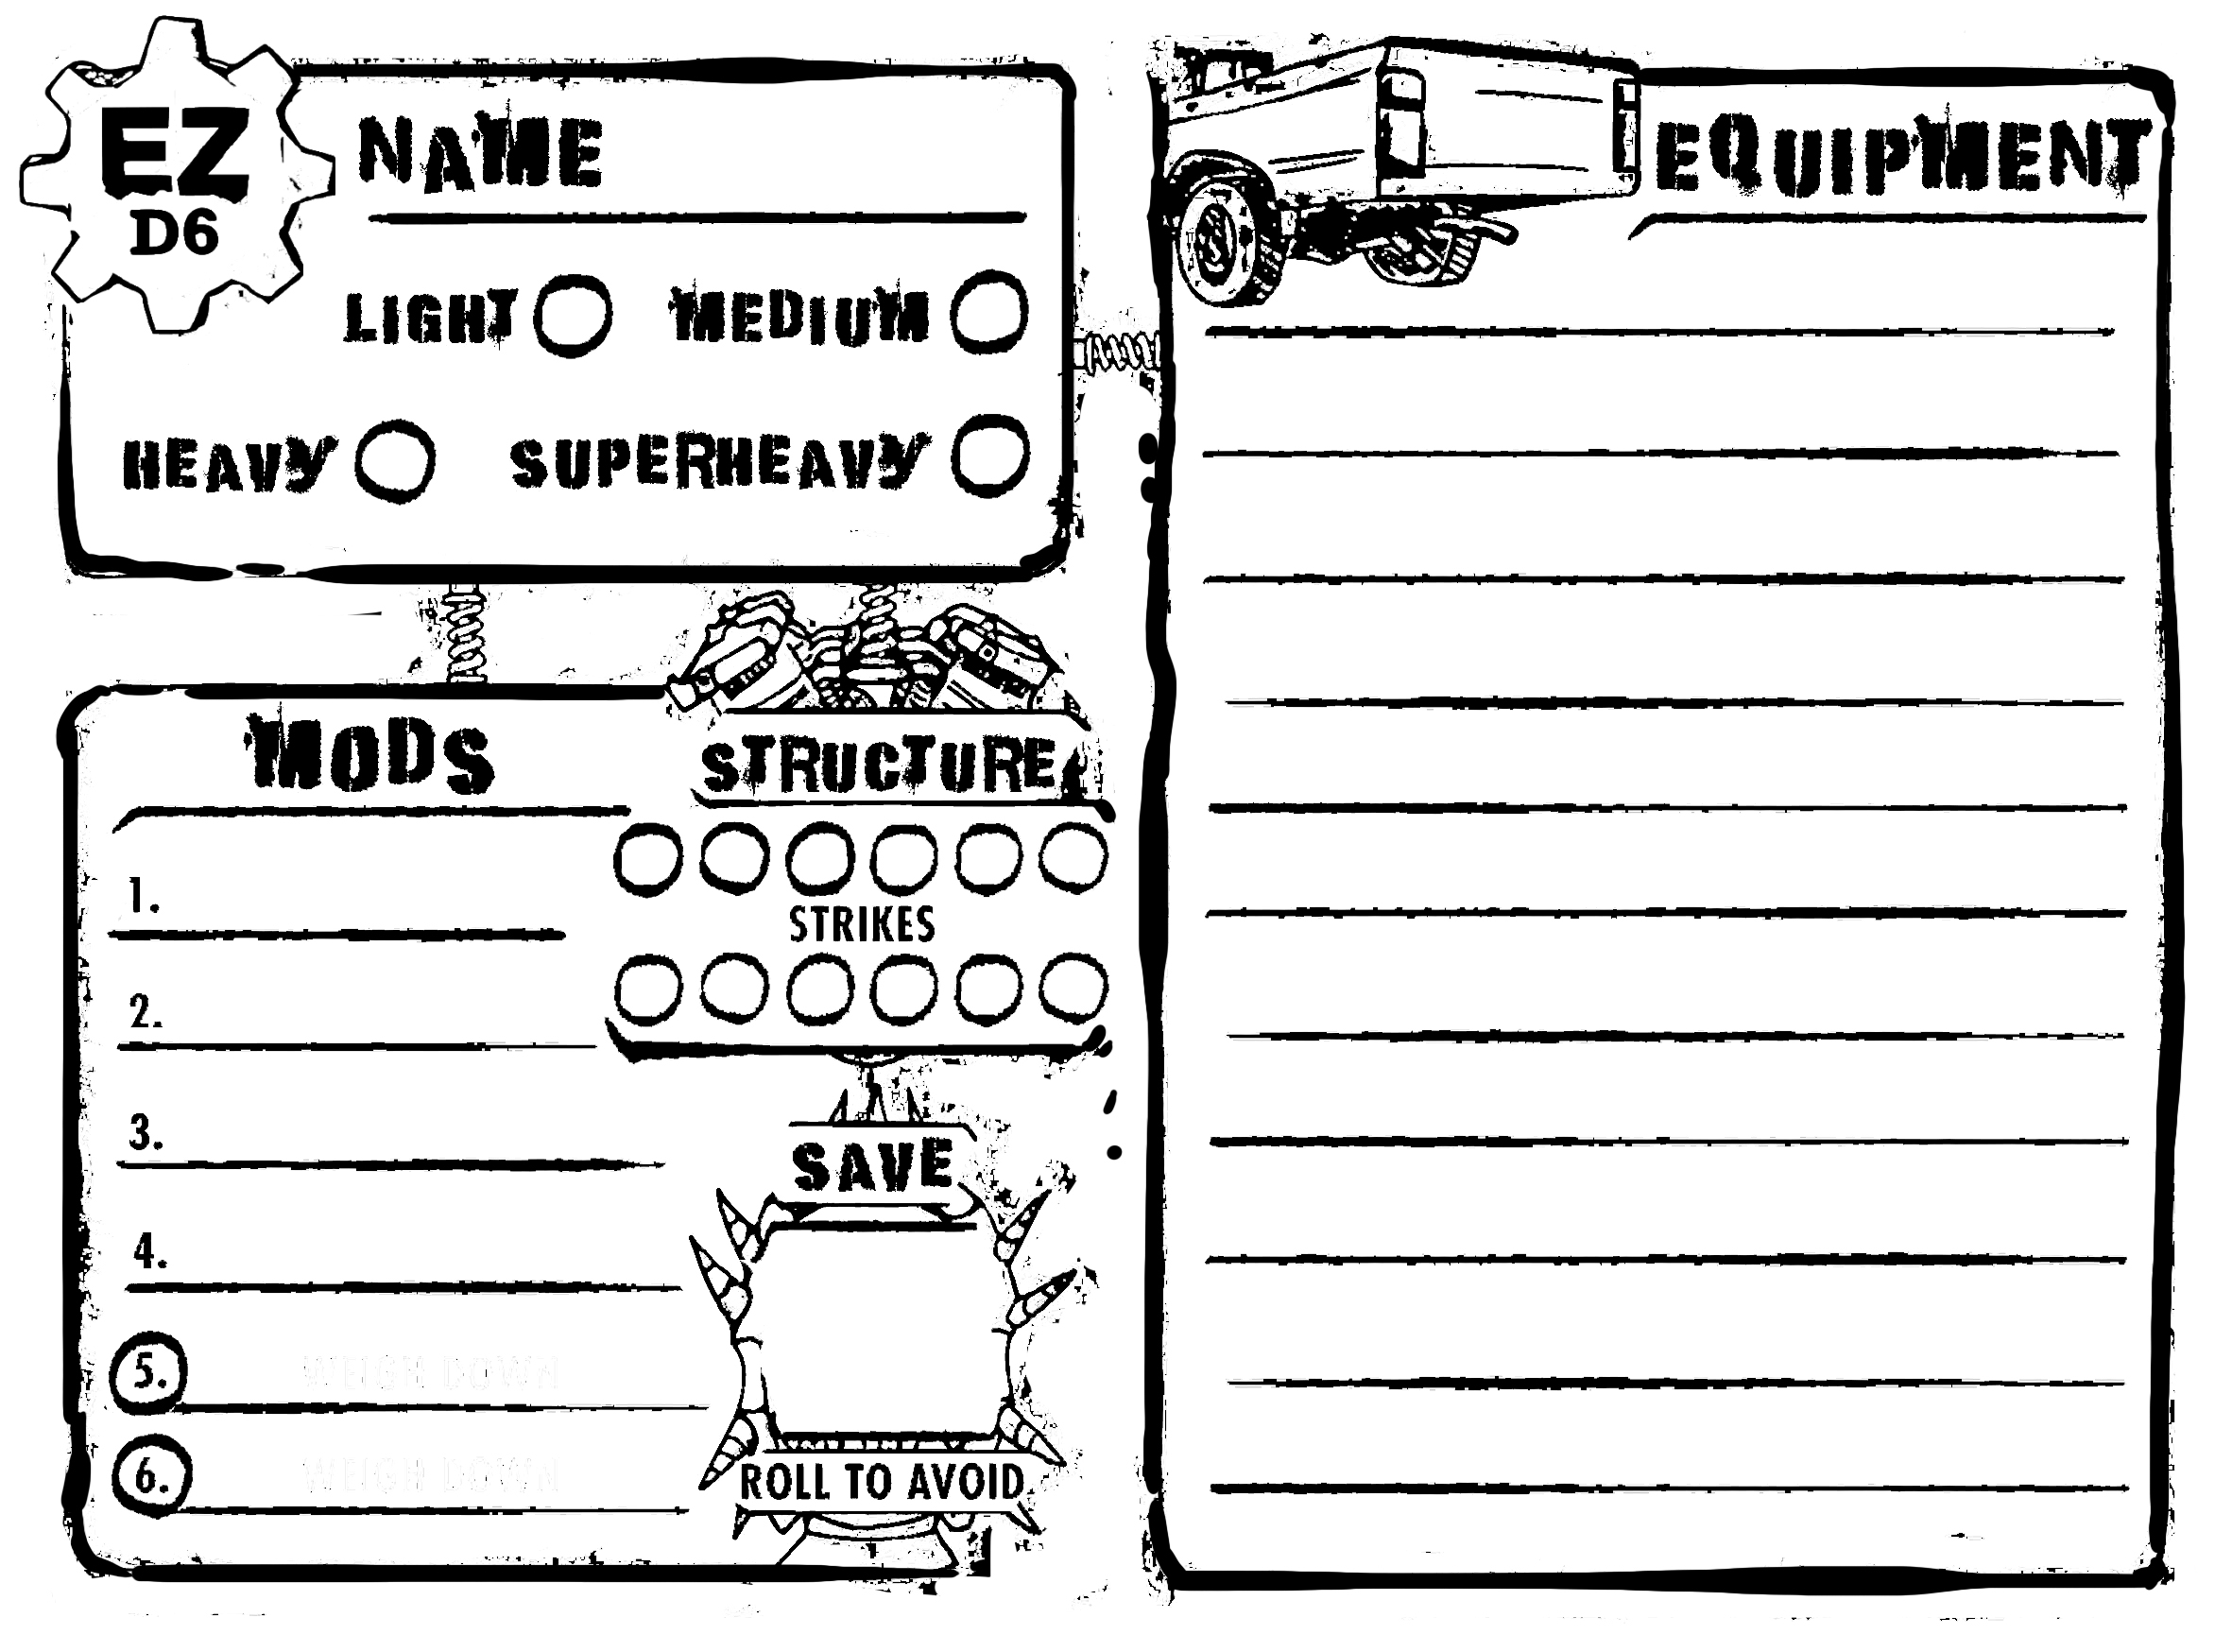 EZ
D6
NAME
LIGHT MEDIUM
HEAVY SUPERHEAVY
MODS
1.
2.
3.
4.
5. WEIGH DOWN
6. WEIGH DOWN
STRUCTURE
STRIKES
SAVE
ROLL TO AVOID
EQUIPMENT